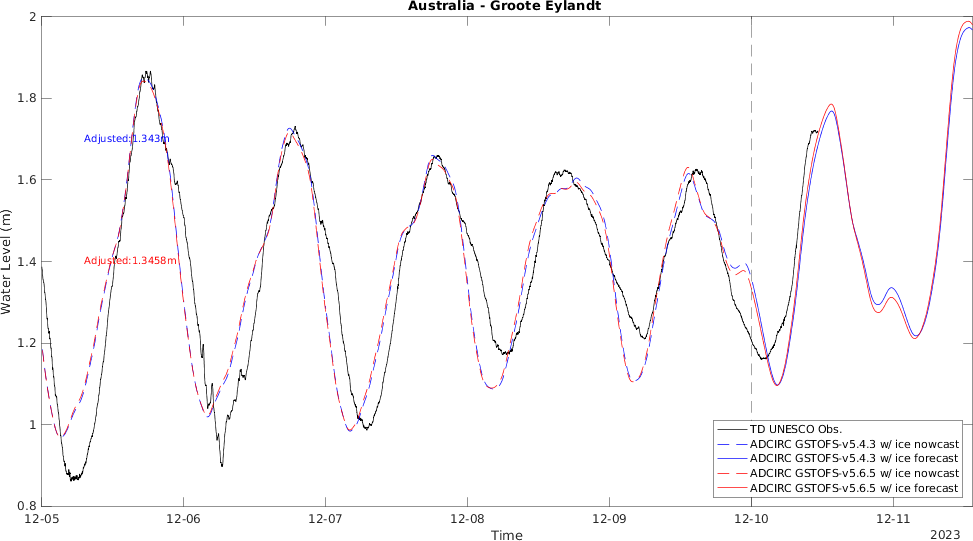 Australia - Groote Eylandt
2
1.8
1.6
1.4
1.2
1
0.8
Water Level (m)
Adjusted:1.343m
Adjusted:1.3458m
TD UNESCO Obs.
ADCIRC GSTOFS-v5.4.3 w/ ice nowcast
ADCIRC GSTOFS-v5.4.3 w/ ice forecast
ADCIRC GSTOFS-v5.6.5 w/ ice nowcast
ADCIRC GSTOFS-v5.6.5 w/ ice forecast
12-05
12-06
12-07
12-08
12-09
12-10
12-11
Time
2023